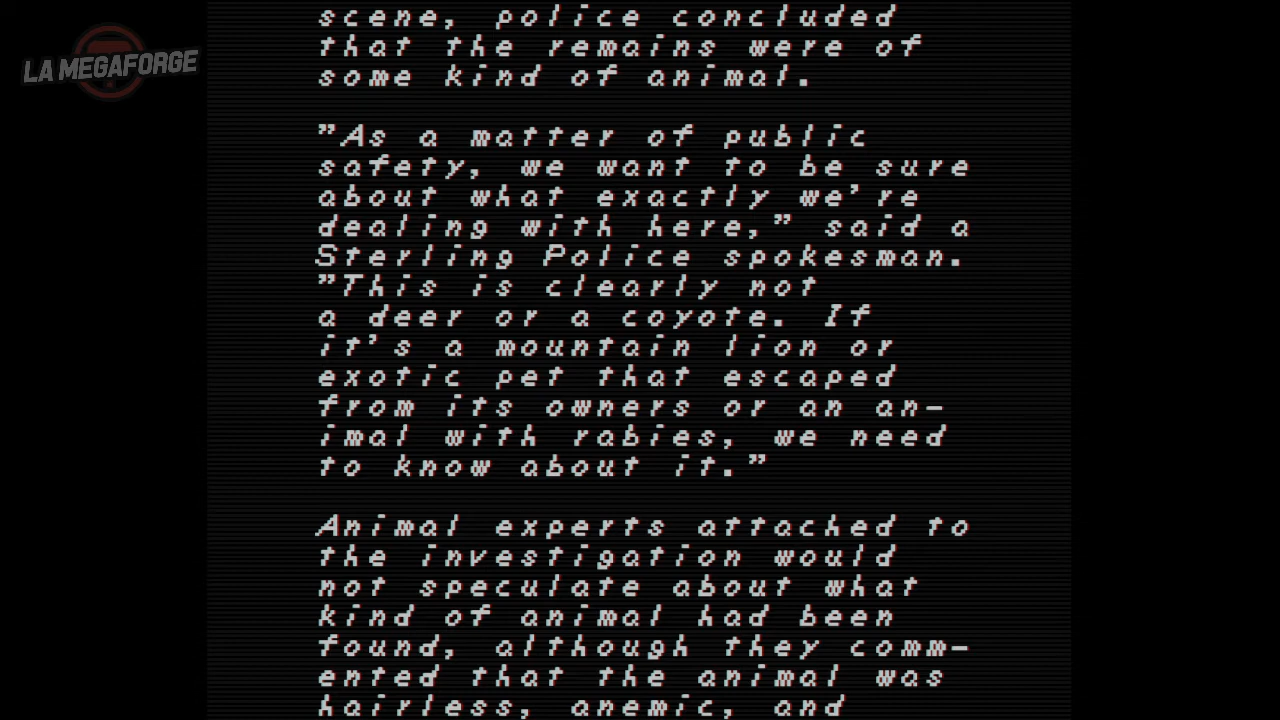 LA MEGAFORGE
scene, police concluded
that the remains were of
some kind of animal.
"As a matter of public
safety, we want to be sure
about what exactly we're
dealing with here," said a
Sterling Police spokesman.
"This is clearly not
a deer or a coyote. If
it's a mountain lion or
exotic pet that escaped
from its owners or an an-
imal with rabies, we need
to know about it."
Animal experts attached to
the investigation would
not speculate about what
kind of animal had been
found, although they comm-
ented that the animal was
hairless, anemic, and